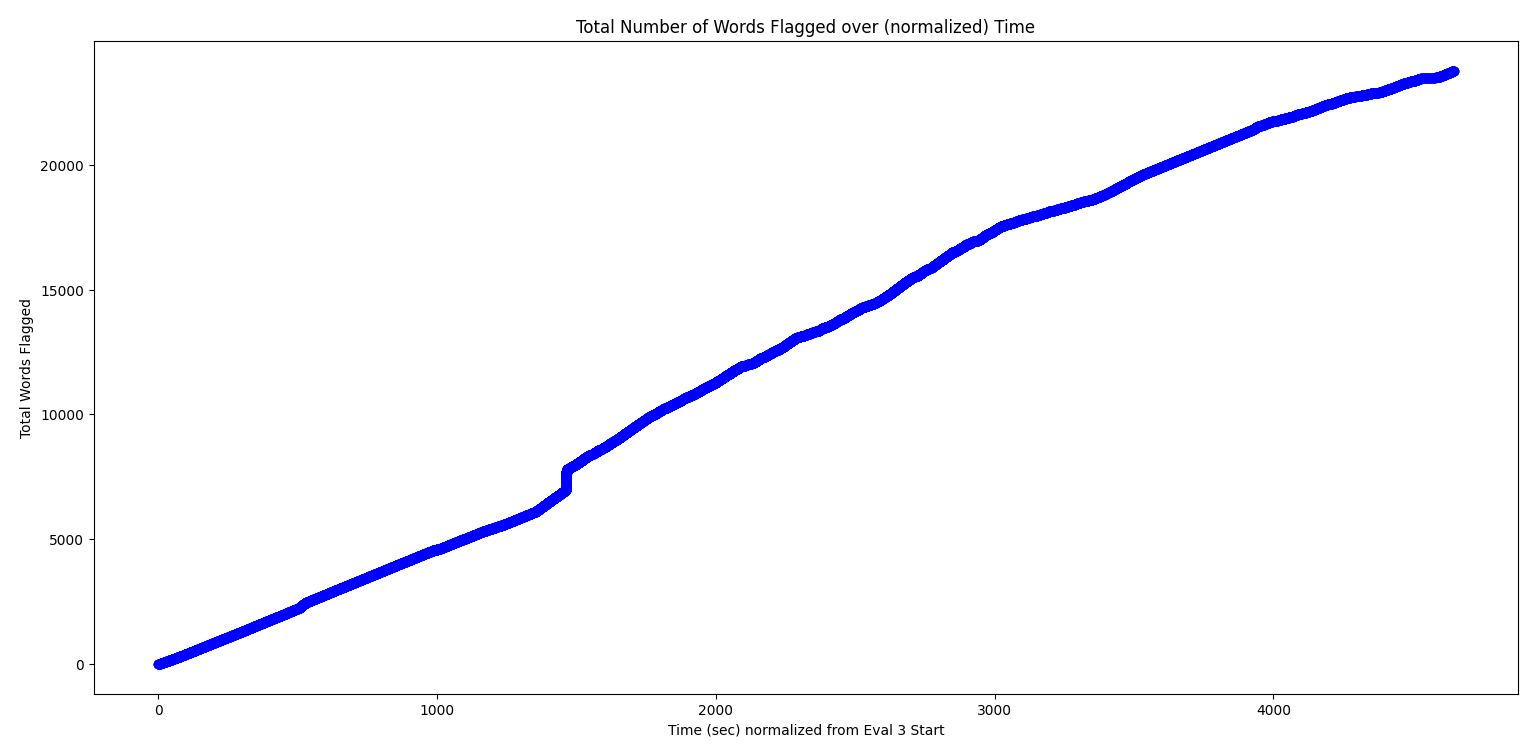 Total Number of Words Flagged over (normalized) Time
Total Words Flagged
20000
15000
10000
5000
0
0 1000 2000 3000 4000
Time (sec) normalized from Eval 3 Start